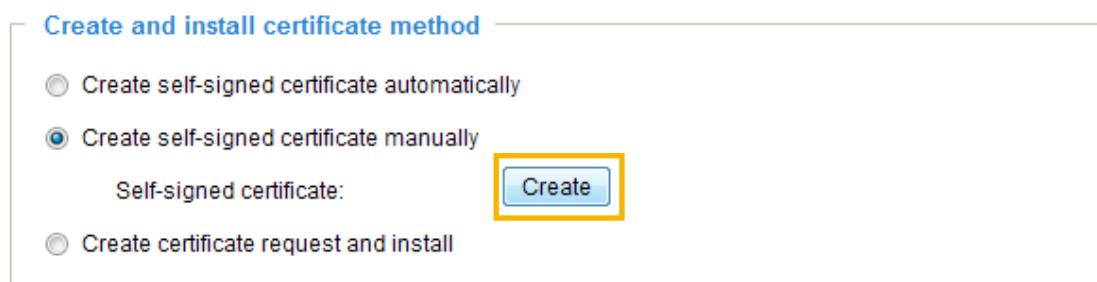 Create and install certificate method
Create self-signed certificate automatically
Create self-signed certificate manually
Self-signed certificate: Create
Create certificate request and install